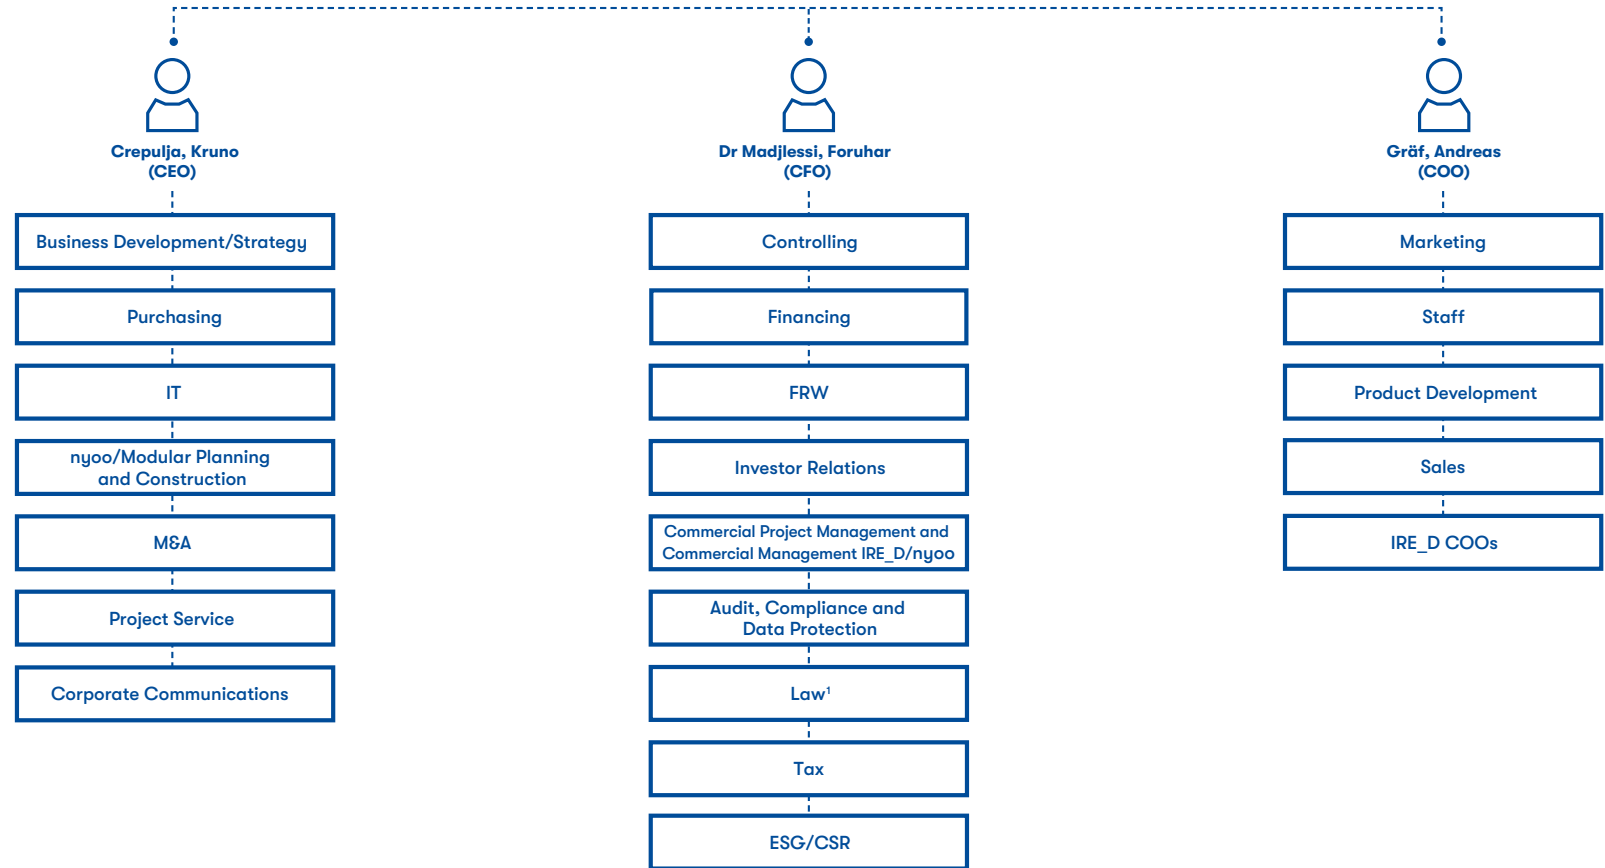 Crepulja, Kruno
(CEO)
Business Development/Strategy
Purchasing
IT
nyoo/Modular Planning
and Construction
M&A
Project Service
Corporate Communications
Dr Madjlessi, Foruhar
(CFO)
Controlling
Financing
FRW
Investor Relations
Commercial Project Management and
Commercial Management IRE_D/nyoo
Audit, Compliance and
Data Protection
Law¹
Tax
ESG/CSR
Gräf, Andreas
(COO)
Marketing
Staff
Product Development
Sales
IRE_D COOs